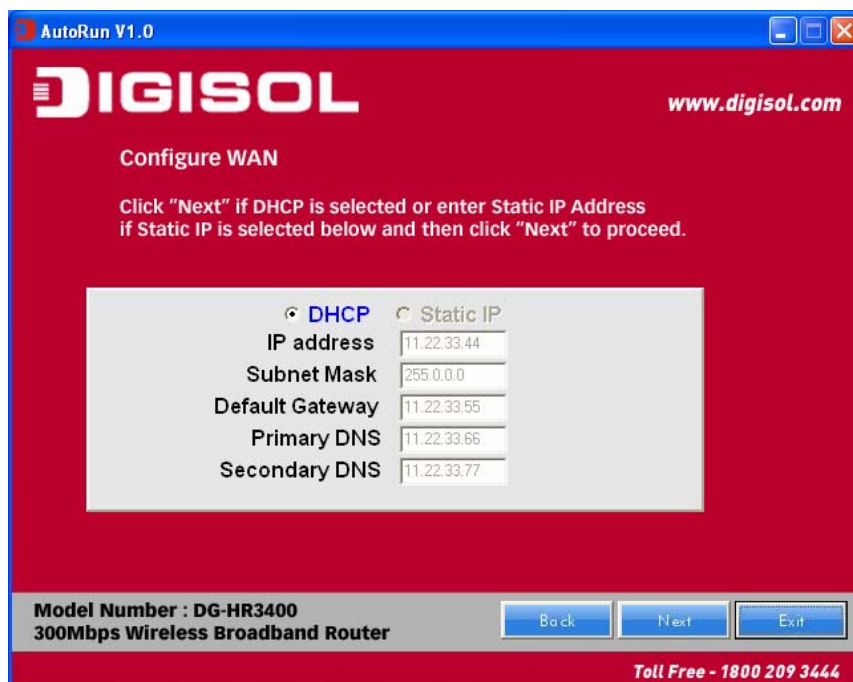 AutoRun V1.0
DIGISOL
www.digisol.com
Configure WAN
Click "Next" if DHCP is selected or enter Static IP Address
if Static IP is selected below and then click "Next" to proceed.
DHCP Static IP
IP address 11.22.33.44
Subnet Mask 255.0.0.0
Default Gateway 11.22.33.55
Primary DNS 11.22.33.66
Secondary DNS 11.22.33.77
Model Number : DG-HR3400
300Mbps Wireless Broadband Router
Back Next Exit
Toll Free - 1800 209 3444